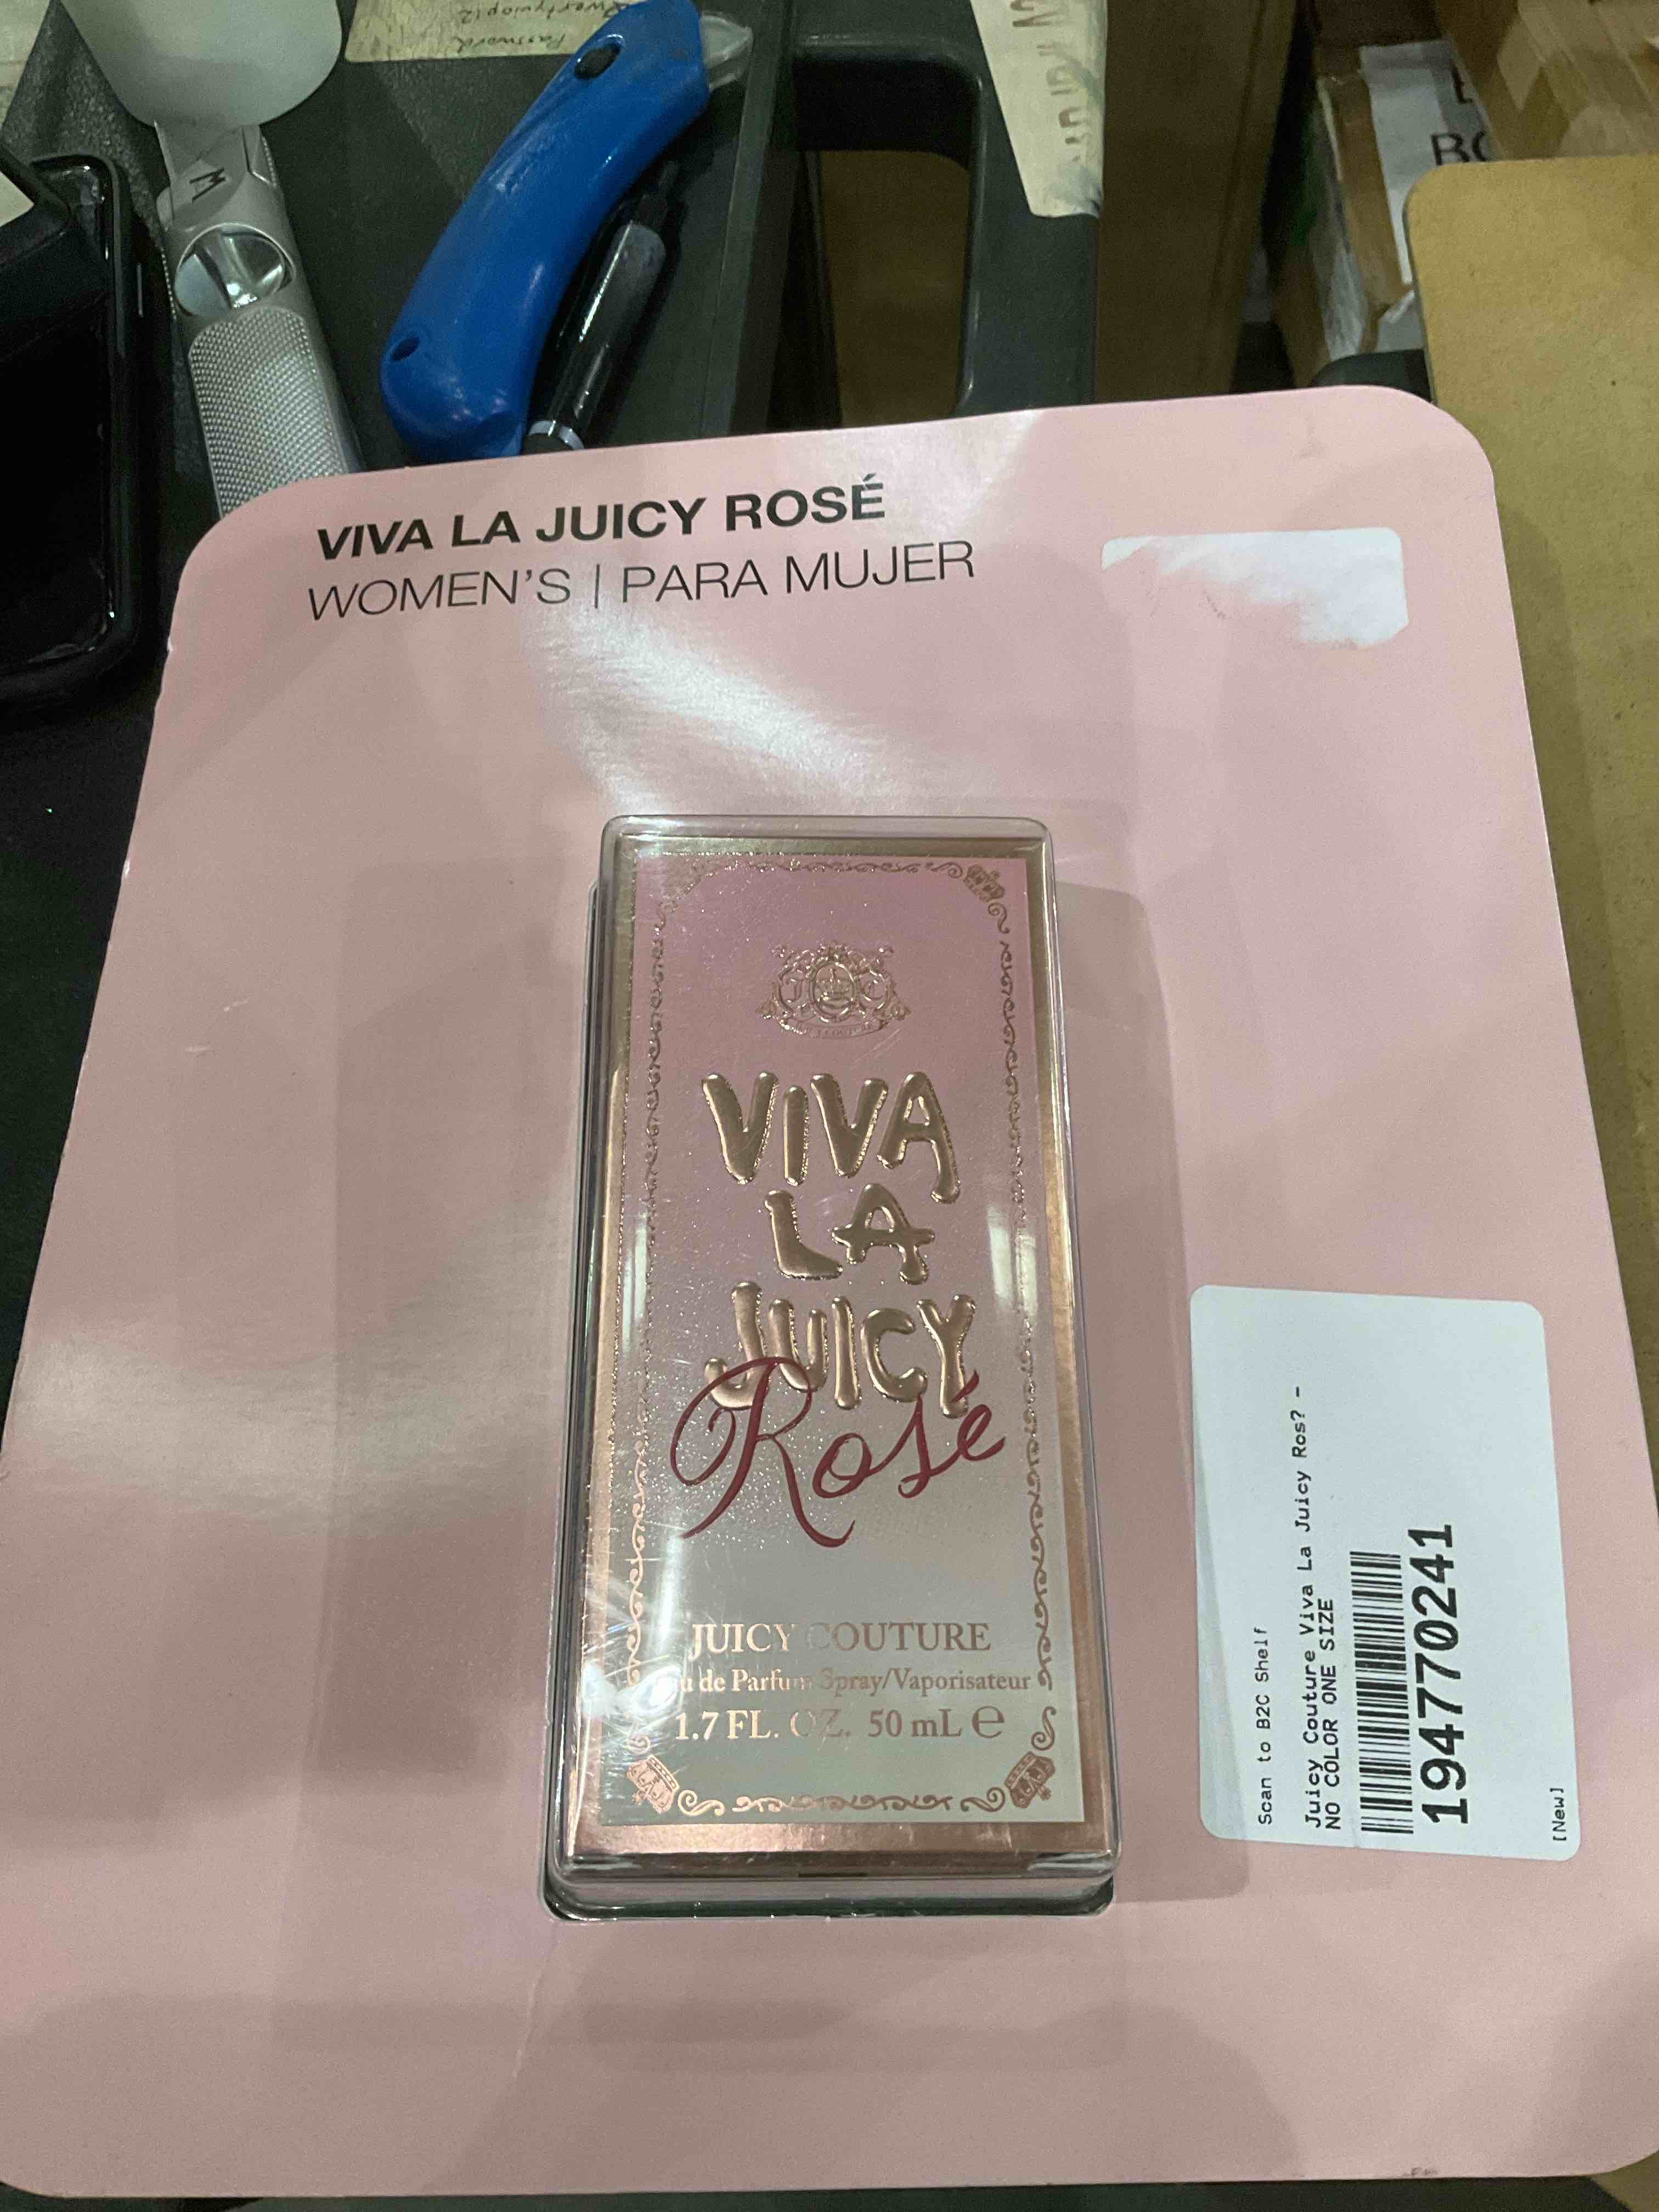 Password
VIVA LA JUICY ROSÉ
WOMEN'S | PARA MUJER
VIVA
LA
JUICY
Rosé
JUICY COUTURE
de Parfum Spray/Vaporisateur
1.7 FL. OZ. 50 mL ℮
Scan to B2C Shelf
Juicy Couture Viva La Juicy Ros? -
NO COLOR ONE SIZE
194770241
[New]